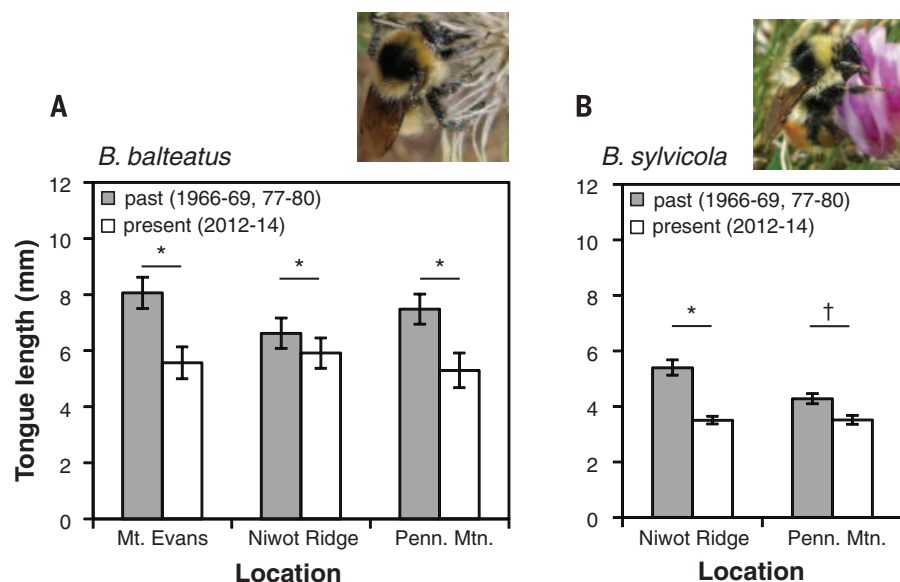 A
B. balteatus
12
10
8
6
4
2
0
Tongue length (mm)
past (1966-69, 77-80)
present (2012-14)
*
*
*
Mt. Evans Niwot Ridge Penn. Mtn.
Location
B
B. sylvicola
12
10
8
6
4
2
0
past (1966-69, 77-80)
present (2012-14)
*
†
Niwot Ridge Penn. Mtn.
Location